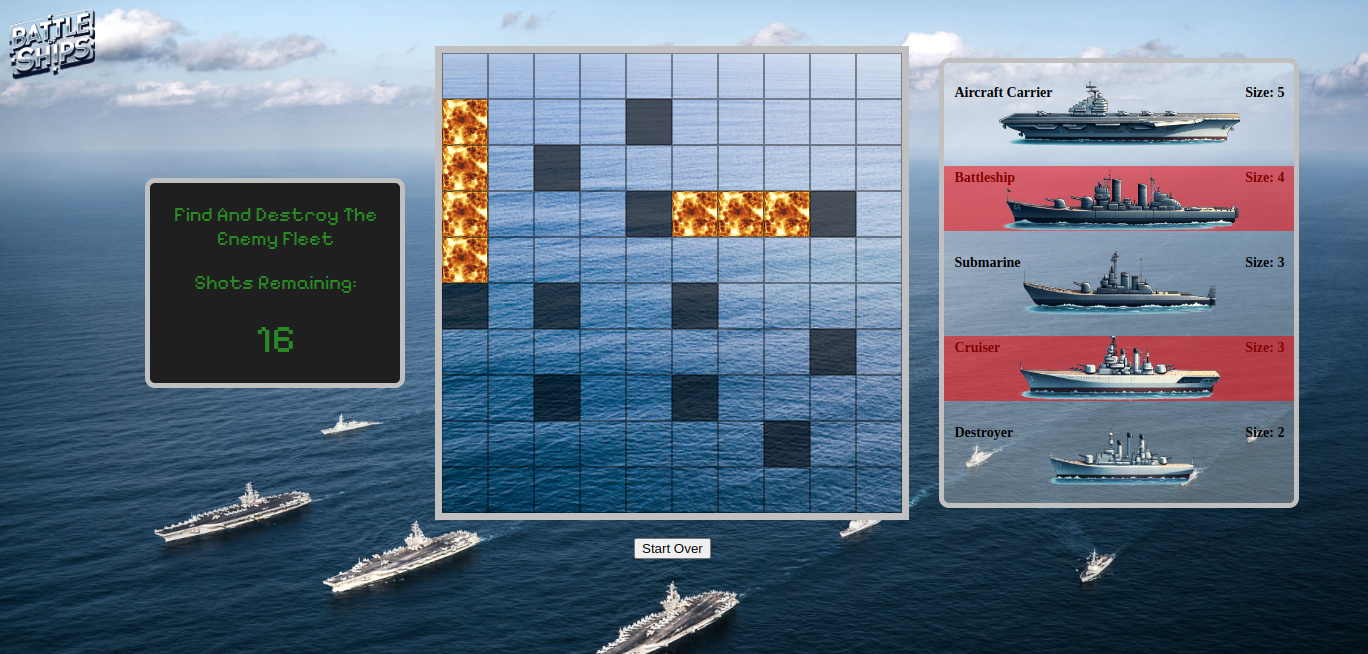 BATTLE
SHIPS
Find And Destroy The
Enemy Fleet
Shots Remaining:
16
Aircraft Carrier
Size: 5
Battleship
Size: 4
Submarine
Size: 3
Cruiser
Size: 3
Destroyer
Size: 2
Start Over